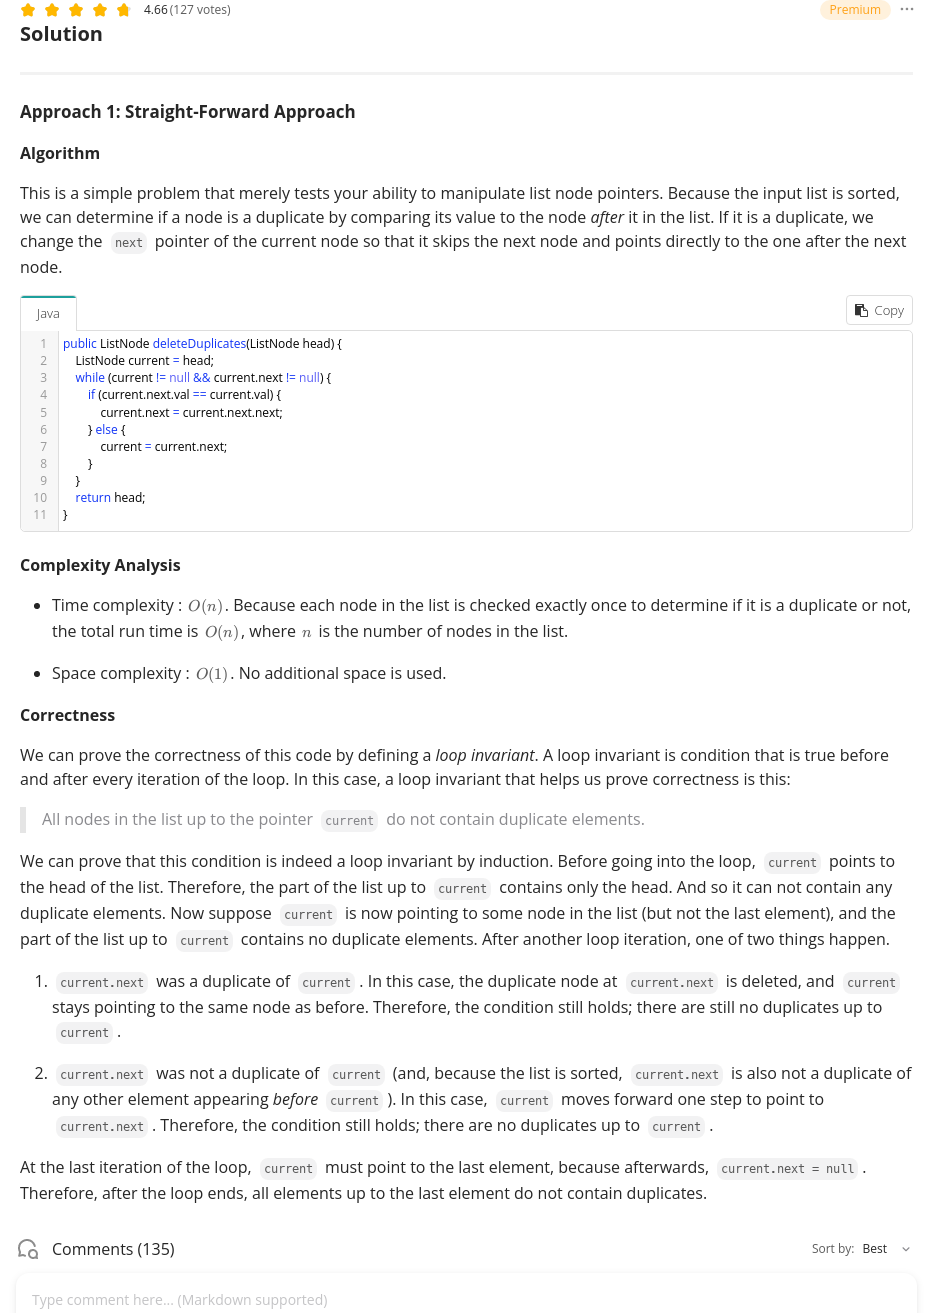 4.66 (127 votes)
Premium
Solution
Approach 1: Straight-Forward Approach
Algorithm
This is a simple problem that merely tests your ability to manipulate list node pointers. Because the input list is sorted,
we can determine if a node is a duplicate by comparing its value to the node after it in the list. If it is a duplicate, we
change the next pointer of the current node so that it skips the next node and points directly to the one after the next
node.
Java
Copy
1 public ListNode deleteDuplicates(ListNode head) {
2 ListNode current = head;
3 while (current != null && current.next != null) {
4 if (current.next.val == current.val) {
5 current.next = current.next.next;
6 } else {
7 current = current.next;
8 }
9 }
10 return head;
11 }
Complexity Analysis
• Time complexity : O(n). Because each node in the list is checked exactly once to determine if it is a duplicate or not,
the total run time is O(n), where n is the number of nodes in the list.
• Space complexity : O(1). No additional space is used.
Correctness
We can prove the correctness of this code by defining a loop invariant. A loop invariant is condition that is true before
and after every iteration of the loop. In this case, a loop invariant that helps us prove correctness is this:
All nodes in the list up to the pointer current do not contain duplicate elements.
We can prove that this condition is indeed a loop invariant by induction. Before going into the loop, current points to
the head of the list. Therefore, the part of the list up to current contains only the head. And so it can not contain any
duplicate elements. Now suppose current is now pointing to some node in the list (but not the last element), and the
part of the list up to current contains no duplicate elements. After another loop iteration, one of two things happen.
1. current.next was a duplicate of current . In this case, the duplicate node at current.next is deleted, and current
stays pointing to the same node as before. Therefore, the condition still holds; there are still no duplicates up to
current .
2. current.next was not a duplicate of current (and, because the list is sorted, current.next is also not a duplicate of
any other element appearing before current ). In this case, current moves forward one step to point to
current.next . Therefore, the condition still holds; there are no duplicates up to current .
At the last iteration of the loop, current must point to the last element, because afterwards, current.next = null .
Therefore, after the loop ends, all elements up to the last element do not contain duplicates.
Comments (135)
Sort by: Best
Type comment here... (Markdown supported)